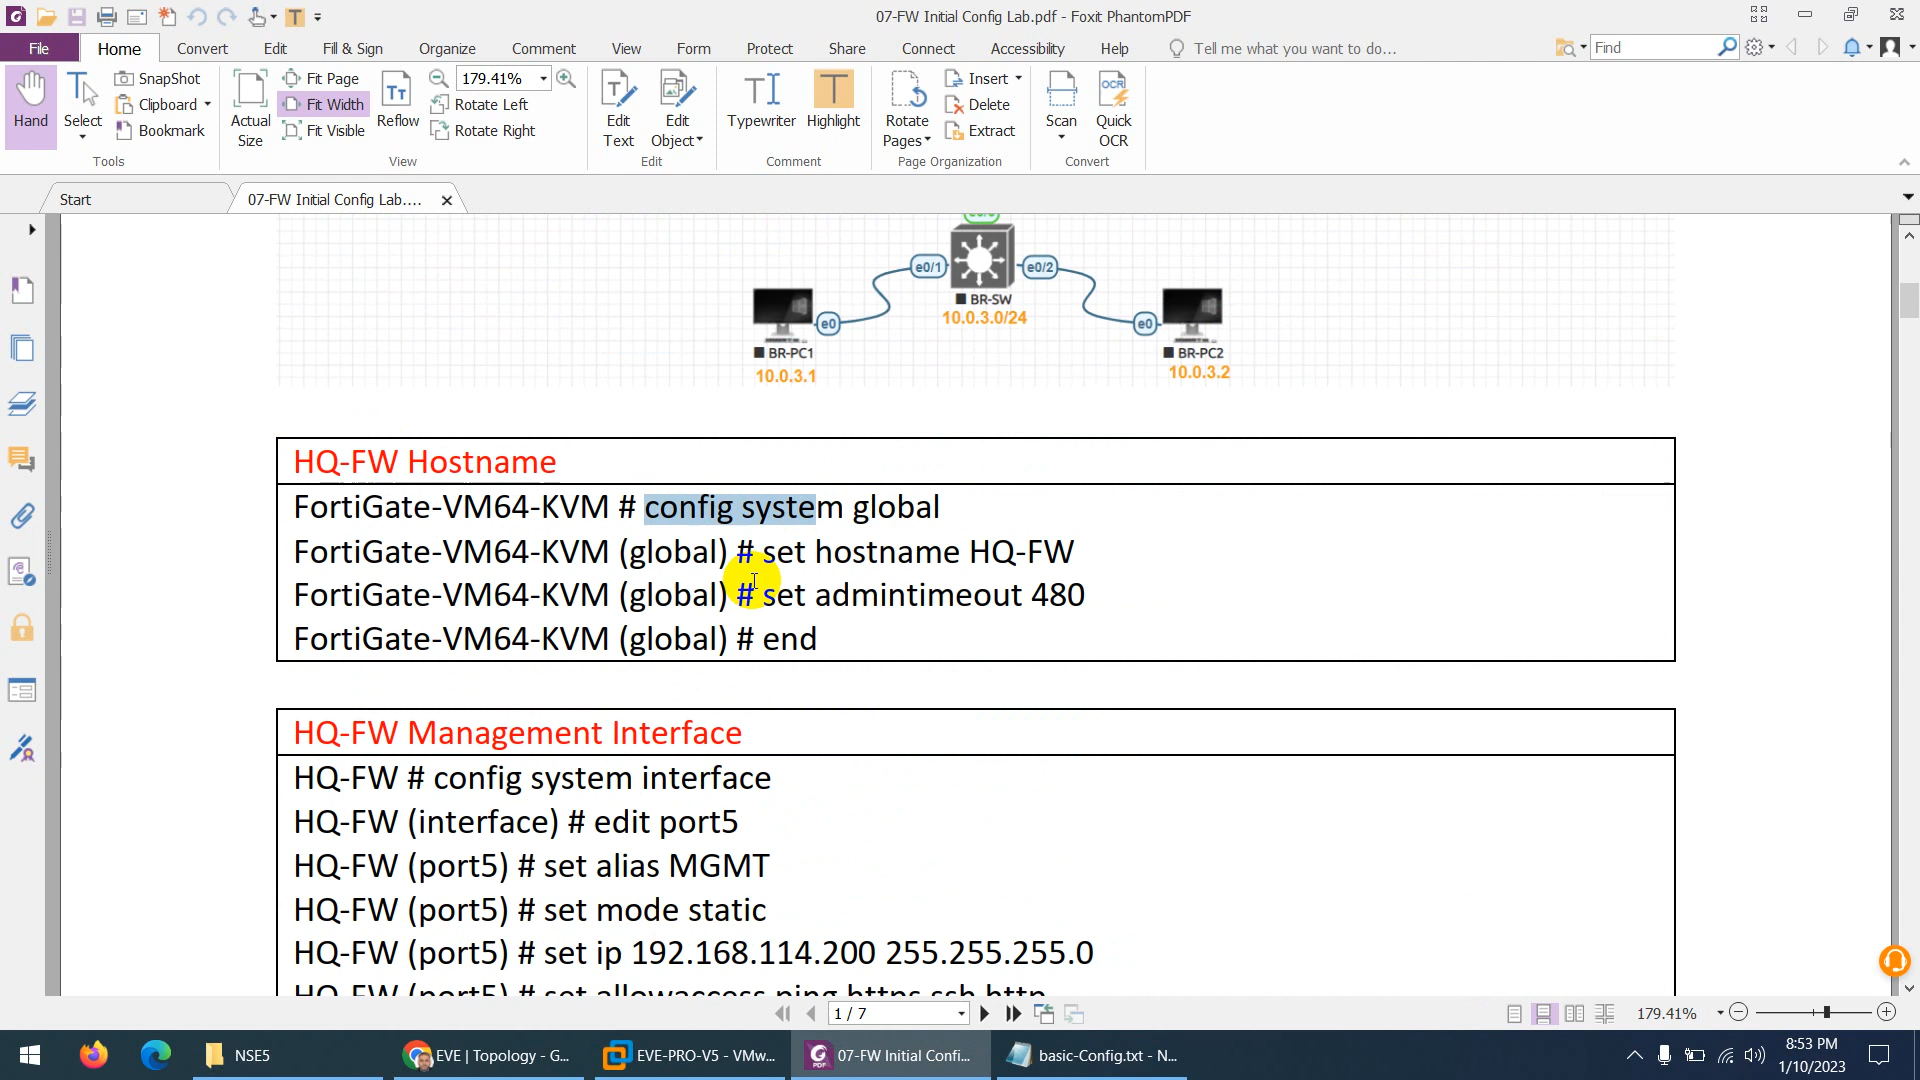 07-FW Initial Config Lab.pdf - Foxit PhantomPDF
File Home Convert Edit Fill & Sign Organize Comment View Form Protect Share Connect Accessibility Help Tell me what you want to do... Find
Hand
Select
SnapShot
Clipboard
Bookmark
Tools
Actual Size
Fit Page
Fit Width
Fit Visible
Reflow
179.41%
Rotate Left
Rotate Right
View
Edit Text
Edit Object
Edit
Typewriter
Highlight
Comment
Rotate Pages
Insert
Delete
Extract
Page Organization
Scan
Quick OCR
Convert
Start
07-FW Initial Config Lab....
e0/1
e0/2
BR-SW
10.0.3.0/24
e0
e0
BR-PC1
10.0.3.1
BR-PC2
10.0.3.2
HQ-FW Hostname
FortiGate-VM64-KVM # config system global
FortiGate-VM64-KVM (global) # set hostname HQ-FW
FortiGate-VM64-KVM (global) # set admintimeout 480
FortiGate-VM64-KVM (global) # end
HQ-FW Management Interface
HQ-FW # config system interface
HQ-FW (interface) # edit port5
HQ-FW (port5) # set alias MGMT
HQ-FW (port5) # set mode static
HQ-FW (port5) # set ip 192.168.114.200 255.255.255.0
HQ-FW (port5) # set allowaccess ping https ssh http
1 / 7
179.41%
NSE5
EVE | Topology - G...
EVE-PRO-V5 - VMw...
07-FW Initial Confi...
basic-Config.txt - N...
8:53 PM
1/10/2023